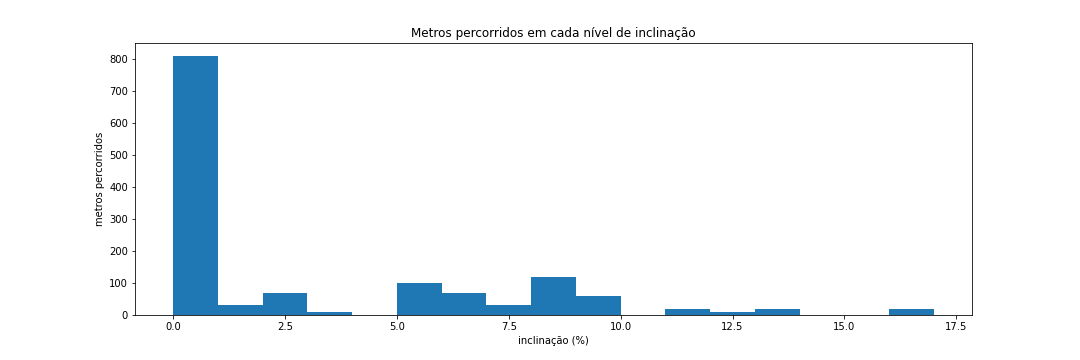 Metros percorridos em cada nível de inclinação
metros percorridos
800
700
600
500
400
300
200
100
0
0.0 2.5 5.0 7.5 10.0 12.5 15.0 17.5
inclinação (%)